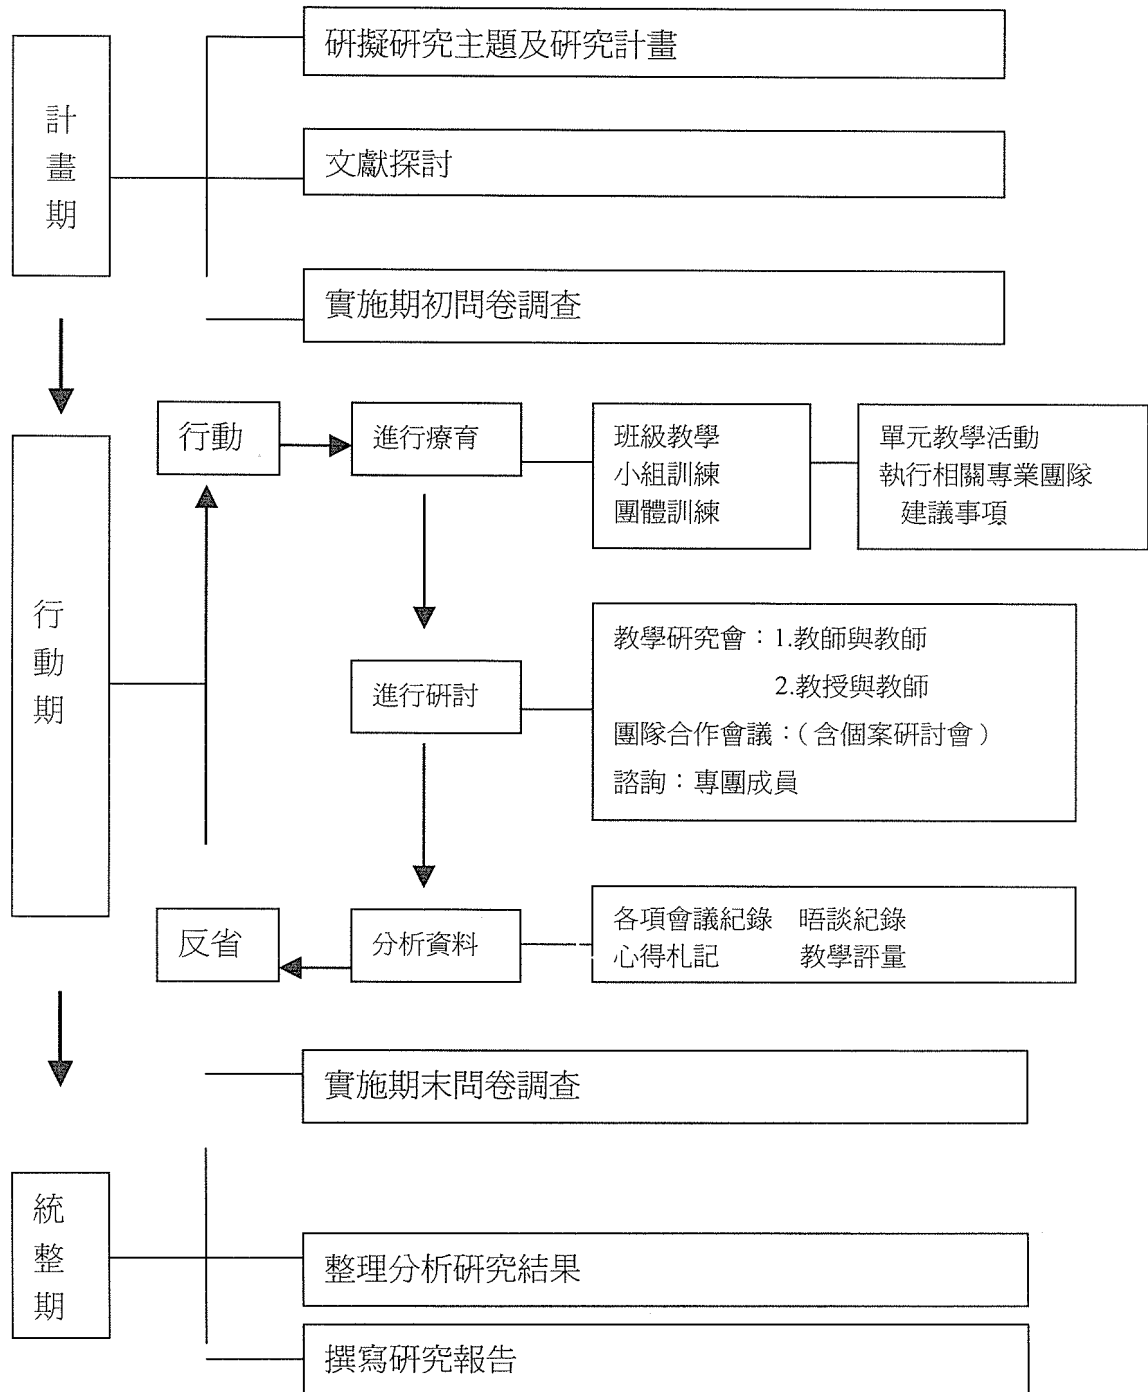 計畫期
研擬研究主題及研究計畫
文獻探討
實施期初問卷調查
行動期
行動
進行療育
班級教學
小組訓練
團體訓練
單元教學活動
執行相關專業團隊
建議事項
進行研討
教學研究會：1.教師與教師
2.教授與教師
團隊合作會議：（含個案研討會）
諮詢：專團成員
反省
分析資料
各項會議紀錄　晤談紀錄
心得札記　教學評量
統整期
實施期末問卷調查
整理分析研究結果
撰寫研究報告